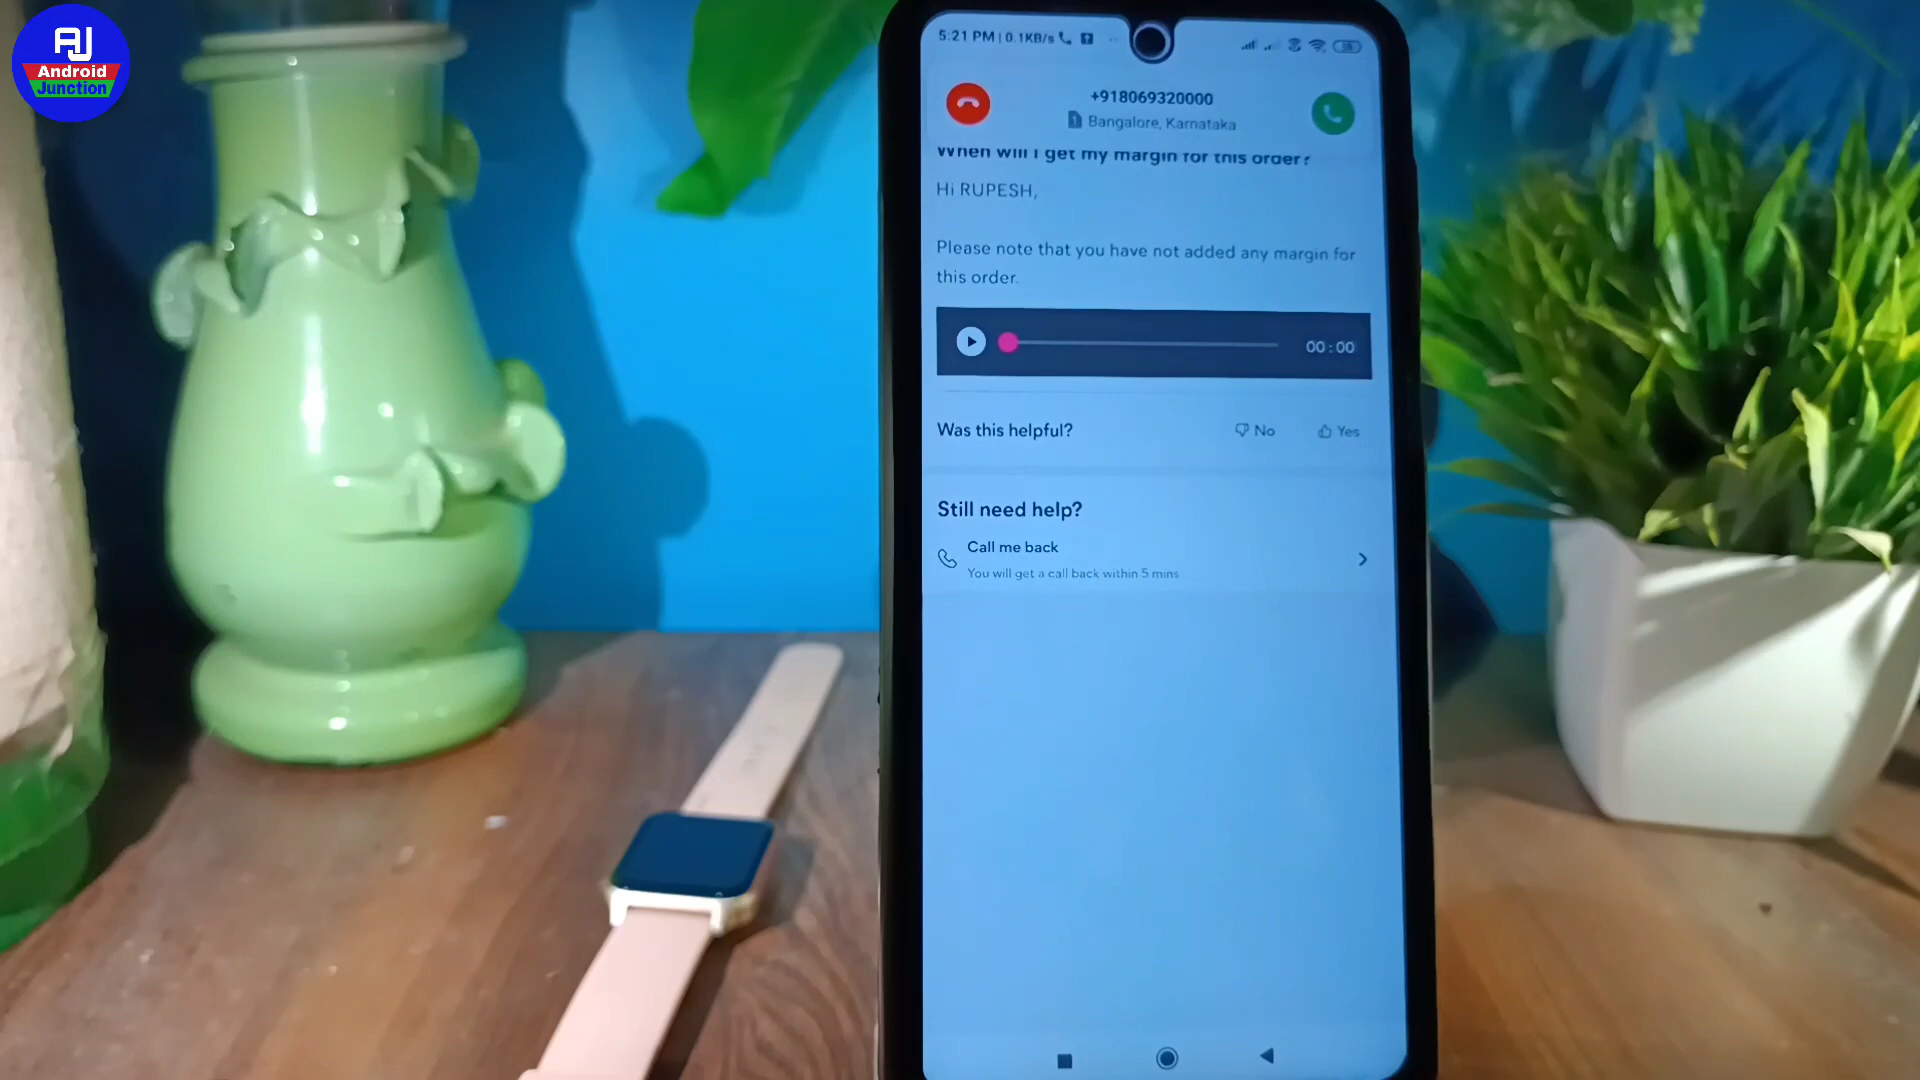 AJ
Android
Junction
5:21 PM | 0.1KB/s
+918069320000
Bangalore, Karnataka
When will I get my margin for this order?
Hi RUPESH,
Please note that you have not added any margin for
this order.
00:00
Was this helpful?
No
Yes
Still need help?
Call me back
You will get a call back within 5 mins